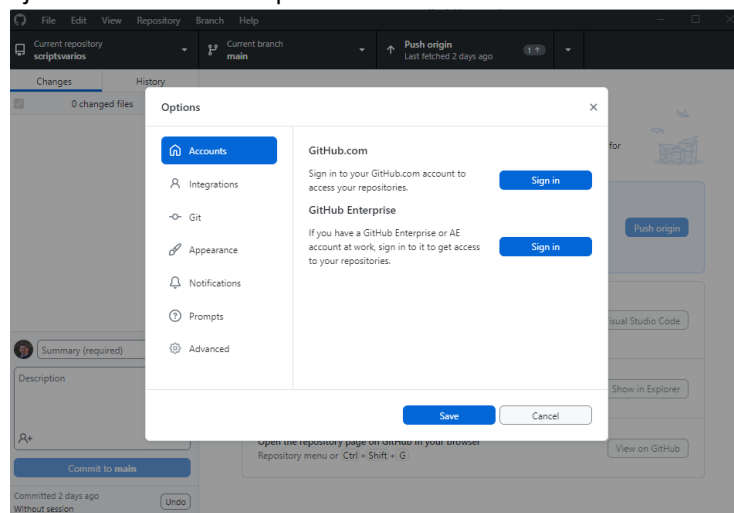 File Edit View Repository Branch Help
Current repository
scriptsvarios
Current branch
main
Push origin
Last fetched 2 days ago
1
Changes
History
0 changed files
Options
Accounts
Integrations
Git
Appearance
Notifications
Prompts
Advanced
GitHub.com
Sign in to your GitHub.com account to
access your repositories.
Sign in
GitHub Enterprise
If you have a GitHub Enterprise or AE
account at work, sign in to it to get access
to your repositories.
Sign in
Save
Cancel
for
Push origin
Visual Studio Code
Show in Explorer
Open the repository page on GitHub in your browser
Repository menu or Ctrl + Shift + G
View on GitHub
Summary (required)
Description
Commit to main
Committed 2 days ago
Without session
Undo